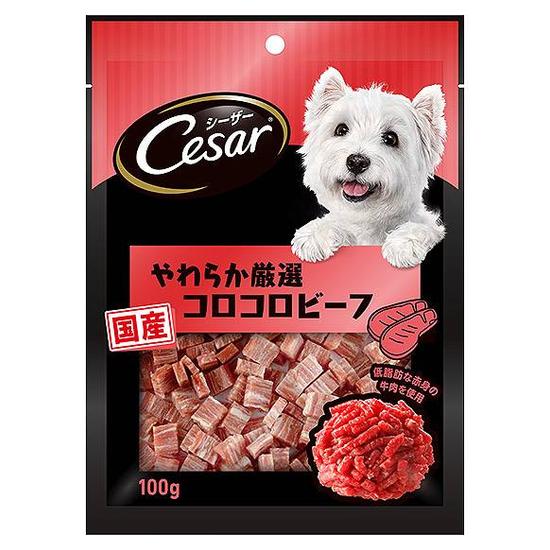 シーザー
Cesar®
やわらか厳選
コロコロビーフ
国産
低脂肪な赤身の
牛肉を使用
100g